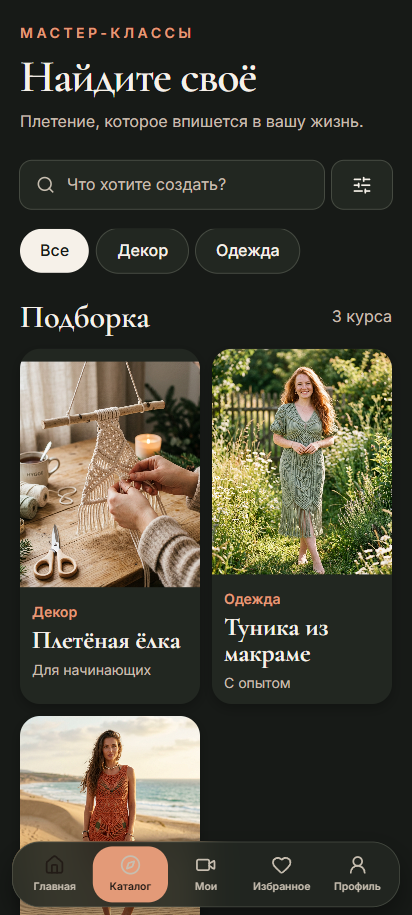 МАСТЕР-КЛАССЫ
Найдите своё
Плетение, которое впишется в вашу жизнь.
Что хотите создать?
Все
Декор
Одежда
Подборка
3 курса
Декор
Плетёная ёлка
Для начинающих
Одежда
Туника из
макраме
С опытом
Главная
Каталог
Мои
Избранное
Профиль